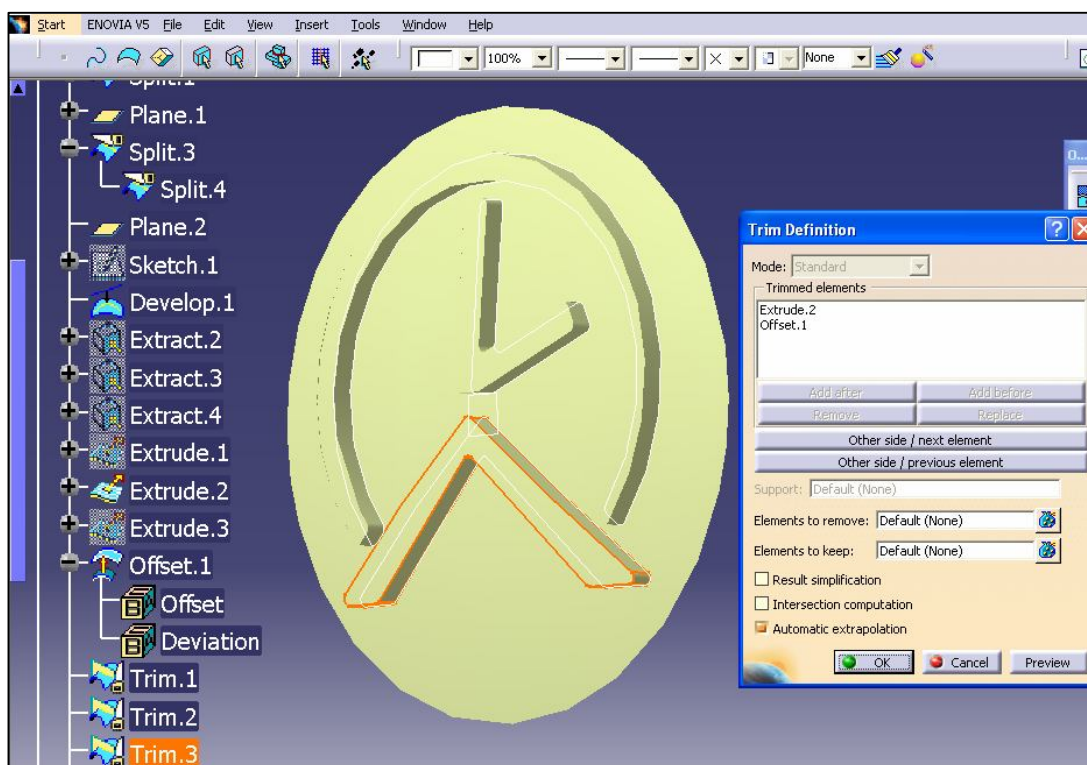 Start ENOVIA V5 File Edit View Insert Tools Window Help
100% None
Split.1
Plane.1
Split.3
Split.4
Plane.2
Sketch.1
Develop.1
Extract.2
Extract.3
Extract.4
Extrude.1
Extrude.2
Extrude.3
Offset.1
Offset
Deviation
Trim.1
Trim.2
Trim.3
O...
Trim Definition
Mode: Standard
Trimmed elements
Extrude.2
Offset.1
Add after Add before
Remove Replace
Other side / next element
Other side / previous element
Support: Default (None)
Elements to remove: Default (None)
Elements to keep: Default (None)
Result simplification
Intersection computation
Automatic extrapolation
OK Cancel Preview